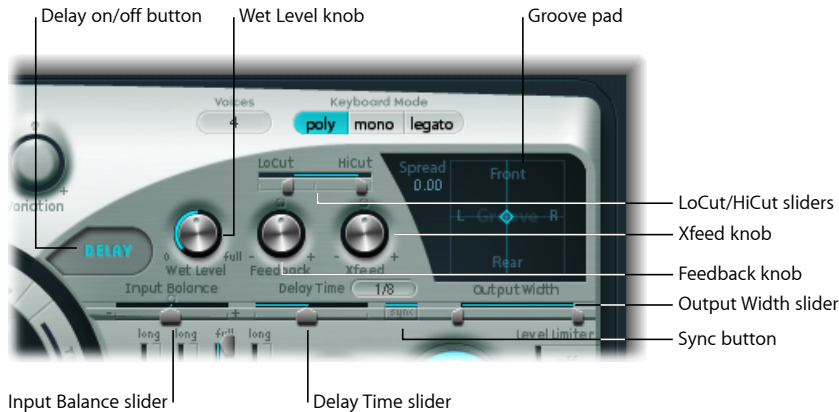 Delay on/off button
Wet Level knob
Groove pad
Voices
Keyboard Mode
4
poly mono legato
LoCut HiCut
Spread
0.00
Front
L Groove R
Rear
Variation
+
DELAY
0 full - + - +
Wet Level Feedback Xfeed
Input Balance
Delay Time 1/8
Output Width
- +
sync
long long full long
Level Limiter
off
LoCut/HiCut sliders
Xfeed knob
Feedback knob
Output Width slider
Sync button
Input Balance slider
Delay Time slider